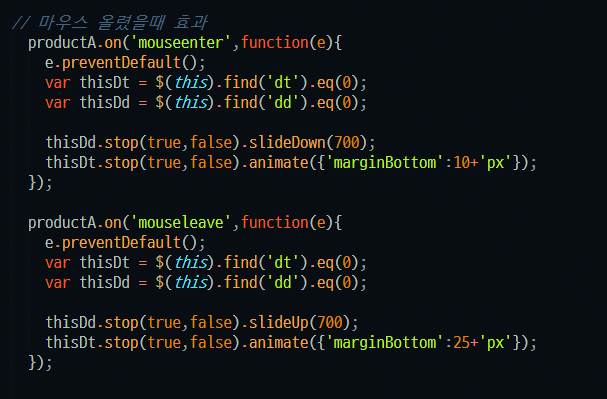 // 마우스 올렸을때 효과
productA.on('mouseenter',function(e){
e.preventDefault();
var thisDt = $(this).find('dt').eq(0);
var thisDd = $(this).find('dd').eq(0);
thisDd.stop(true,false).slideDown(700);
thisDt.stop(true,false).animate({'marginBottom':10+'px'});
});
productA.on('mouseleave',function(e){
e.preventDefault();
var thisDt = $(this).find('dt').eq(0);
var thisDd = $(this).find('dd').eq(0);
thisDd.stop(true,false).slideUp(700);
thisDt.stop(true,false).animate({'marginBottom':25+'px'});
});